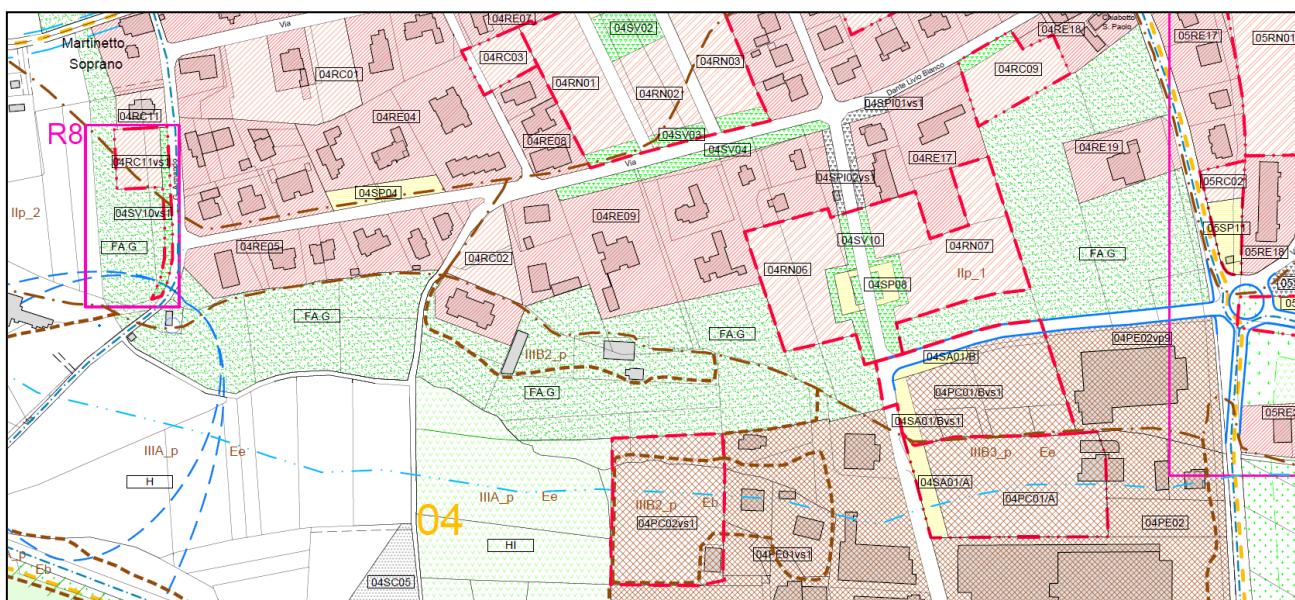 04RE07
Via
Martinetto
Soprano
04SV02
04RE18
Chiabotto
S. Paolo
05RE17
05RN01
04RC03
04RN03
04RC01
04RN01
04RN02
04RC09
Dante Livio Bianco
04SPI01vs1
04RC11
04RE04
R8
04SV03
04RE08
04SV04
Via
04RE19
04RC11vs1
04RE17
04SPI02vs1
05RC02
04SP04
IIp_2
04SV10vs1
04RE09
05SP11
FA.G
04RE05
04SV10
04RN07
05RE18
04RC02
FA.G
04RN06
IIp_1
04SP08
FA.G
FA.G
04PE02vp9
IIIB2_p
04SA01/B
FA.G
04PC01/Bvs1
04SA01/Bvs1
IIIA_p
Ee
IIIB3_p
Ee
H
04SA01/A
IIIA_p
Ee
IIIB2_p
Eb
04PC01/A
04
04PC02vs1
04PE02
HI
04PE01vs1
Eb
04SC05